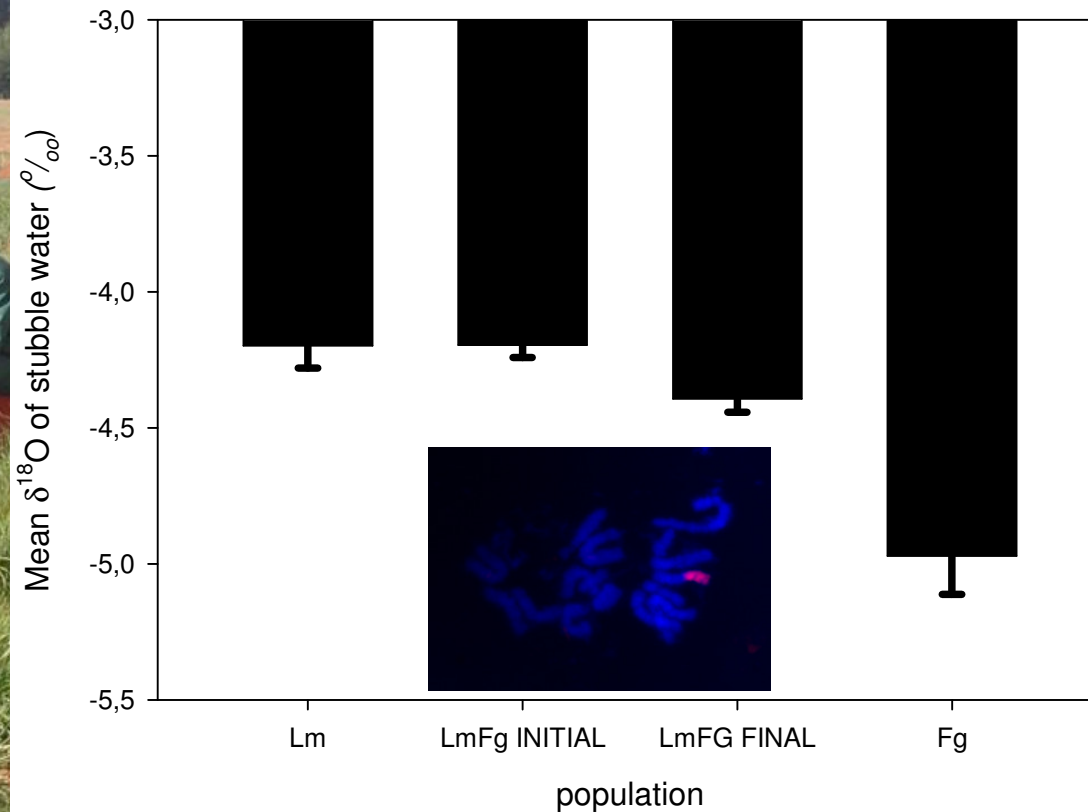 Mean δ¹⁸O of stubble water (º/oo)
-3,0
-3,5
-4,0
-4,5
-5,0
-5,5
Lm LmFg INITIAL LmFG FINAL Fg
population